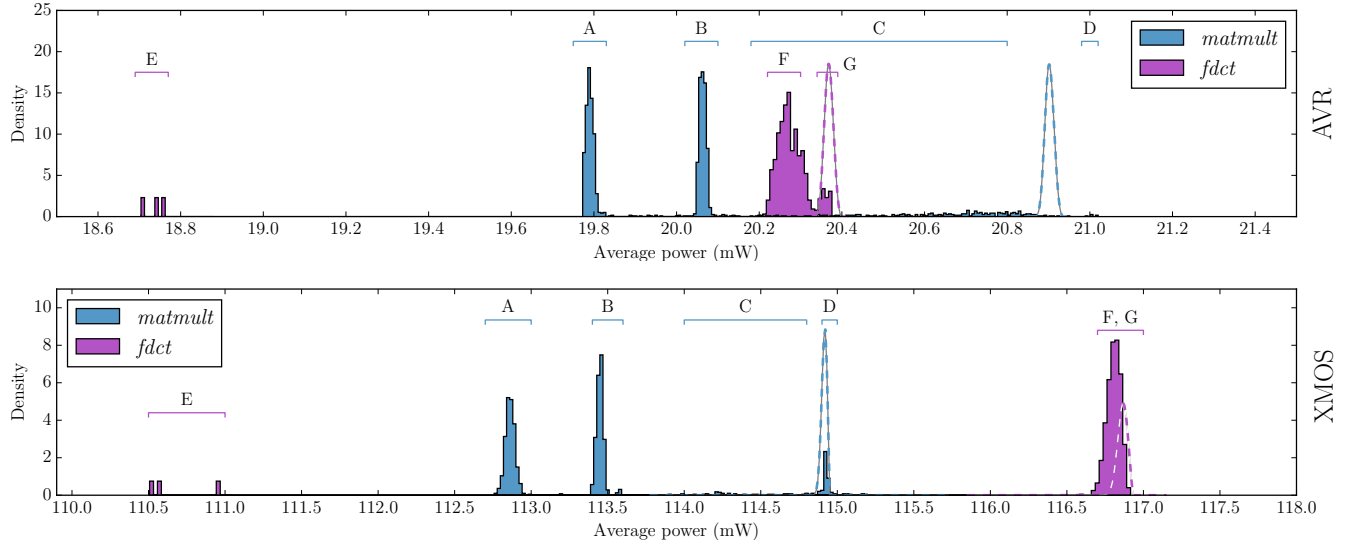 25
20
15
10
5
0
Density
A
B
C
D
E
F
G
matmult
fdct
AVR
18.6 18.8 19.0 19.2 19.4 19.6 19.8 20.0 20.2 20.4 20.6 20.8 21.0 21.2 21.4
Average power (mW)
10
8
6
4
2
0
Density
matmult
fdct
A
B
C
D
F, G
E
XMOS
110.0 110.5 111.0 111.5 112.0 112.5 113.0 113.5 114.0 114.5 115.0 115.5 116.0 116.5 117.0 117.5 118.0
Average power (mW)